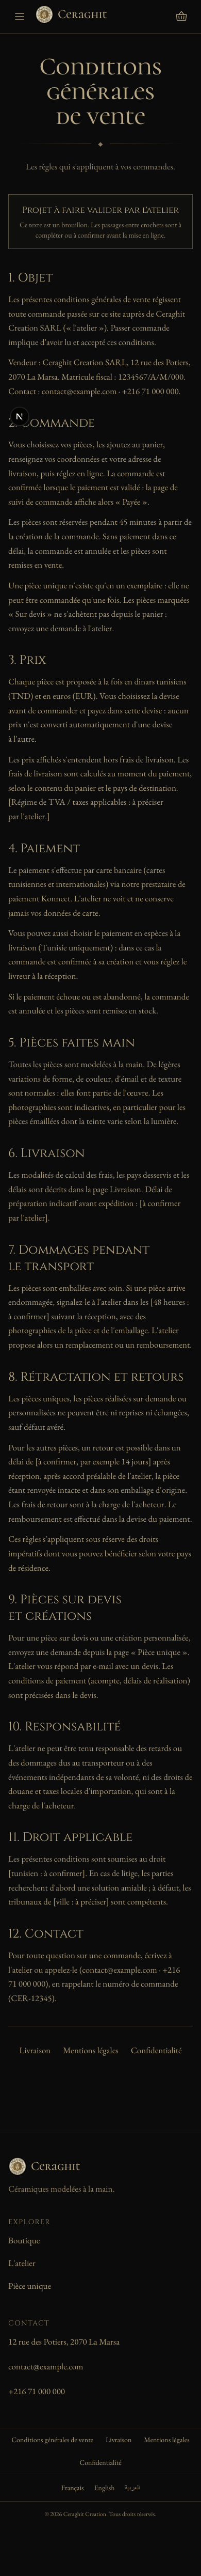 Ceraghit
Conditions
générales
de vente
Les règles qui s'appliquent à vos commandes.
Projet à faire valider par l'atelier
Ce texte est un brouillon. Les passages entre crochets sont à
compléter ou à confirmer avant la mise en ligne.
1. Objet
Les présentes conditions générales de vente régissent
toute commande passée sur ce site auprès de Ceraghit
Creation SARL (« l'atelier »). Passer commande
implique d'avoir lu et accepté ces conditions.
Vendeur : Ceraghit Creation SARL, 12 rue des Potiers,
2070 La Marsa. Matricule fiscal : 1234567/A/M/000.
Contact : contact@example.com · +216 71 000 000.
N
2. Commande
Vous choisissez vos pièces, les ajoutez au panier,
renseignez vos coordonnées et votre adresse de
livraison, puis réglez en ligne. La commande est
confirmée lorsque le paiement est validé : la page de
suivi de commande affiche alors « Payée ».
Les pièces sont réservées pendant 45 minutes à partir de
la création de la commande. Sans paiement dans ce
délai, la commande est annulée et les pièces sont
remises en vente.
Une pièce unique n'existe qu'en un exemplaire : elle ne
peut être commandée qu'une fois. Les pièces marquées
« Sur devis » ne s'achètent pas depuis le panier :
envoyez une demande à l'atelier.
3. Prix
Chaque pièce est proposée à la fois en dinars tunisiens
(TND) et en euros (EUR). Vous choisissez la devise
avant de commander et payez dans cette devise : aucun
prix n'est converti automatiquement d'une devise
à l'autre.
Les prix affichés s'entendent hors frais de livraison. Les
frais de livraison sont calculés au moment du paiement,
selon le contenu du panier et le pays de destination.
[Régime de TVA / taxes applicables : à préciser
par l'atelier.]
4. Paiement
Le paiement s'effectue par carte bancaire (cartes
tunisiennes et internationales) via notre prestataire de
paiement Konnect. L'atelier ne voit et ne conserve
jamais vos données de carte.
Vous pouvez aussi choisir le paiement en espèces à la
livraison (Tunisie uniquement) : dans ce cas la
commande est confirmée à sa création et vous réglez le
livreur à la réception.
Si le paiement échoue ou est abandonné, la commande
est annulée et les pièces sont remises en stock.
5. Pièces faites main
Toutes les pièces sont modelées à la main. De légères
variations de forme, de couleur, d'émail et de texture
sont normales : elles font partie de l'œuvre. Les
photographies sont indicatives, en particulier pour les
pièces émaillées dont la teinte varie selon la lumière.
6. Livraison
Les modalités de calcul des frais, les pays desservis et les
délais sont décrits dans la page Livraison. Délai de
préparation indicatif avant expédition : [à confirmer
par l'atelier].
7. Dommages pendant
le transport
Les pièces sont emballées avec soin. Si une pièce arrive
endommagée, signalez-le à l'atelier dans les [48 heures :
à confirmer] suivant la réception, avec des
photographies de la pièce et de l'emballage. L'atelier
propose alors un remplacement ou un remboursement.
8. Rétractation et retours
Les pièces uniques, les pièces réalisées sur demande ou
personnalisées ne peuvent être ni reprises ni échangées,
sauf défaut avéré.
Pour les autres pièces, un retour est possible dans un
délai de [à confirmer, par exemple 14 jours] après
réception, après accord préalable de l'atelier, la pièce
étant renvoyée intacte et dans son emballage d'origine.
Les frais de retour sont à la charge de l'acheteur. Le
remboursement est effectué dans la devise du paiement.
Ces règles s'appliquent sous réserve des droits
impératifs dont vous pouvez bénéficier selon votre pays
de résidence.
9. Pièces sur devis
et créations
Pour une pièce sur devis ou une création personnalisée,
envoyez une demande depuis la page « Pièce unique ».
L'atelier vous répond par e-mail avec un devis. Les
conditions de paiement (acompte, délais de réalisation)
sont précisées dans le devis.
10. Responsabilité
L'atelier ne peut être tenu responsable des retards ou
des dommages dus au transporteur ou à des
événements indépendants de sa volonté, ni des droits de
douane et taxes locales d'importation, qui sont à la
charge de l'acheteur.
11. Droit applicable
Les présentes conditions sont soumises au droit
[tunisien : à confirmer]. En cas de litige, les parties
recherchent d'abord une solution amiable ; à défaut, les
tribunaux de [ville : à préciser] sont compétents.
12. Contact
Pour toute question sur une commande, écrivez à
l'atelier ou appelez-le (contact@example.com · +216
71 000 000), en rappelant le numéro de commande
(CER-12345).
Livraison Mentions légales Confidentialité
Ceraghit
Céramiques modelées à la main.
EXPLORER
Boutique
L'atelier
Pièce unique
CONTACT
12 rue des Potiers, 2070 La Marsa
contact@example.com
+216 71 000 000
Conditions générales de vente Livraison Mentions légales
Confidentialité
Français English العربية
© 2026 Ceraghit Creation. Tous droits réservés.